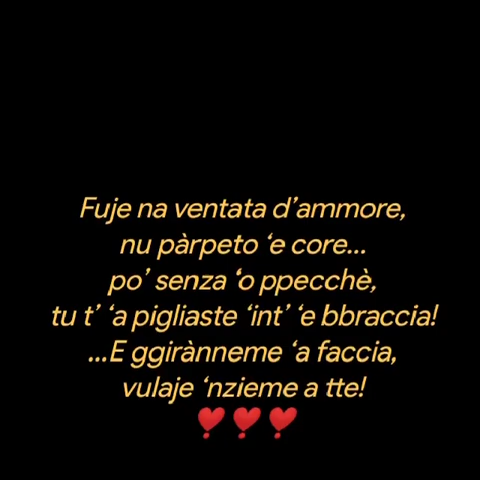 Fuje na ventata d’ammore,
nu pàrpeto ‘e core...
po’ senza ‘o ppecchè,
tu t’ ‘a pigliaste ‘int’ ‘e bbraccia!
...E ggirànneme ‘a faccia,
vulaje ‘nzieme a tte!
❣️❣️❣️